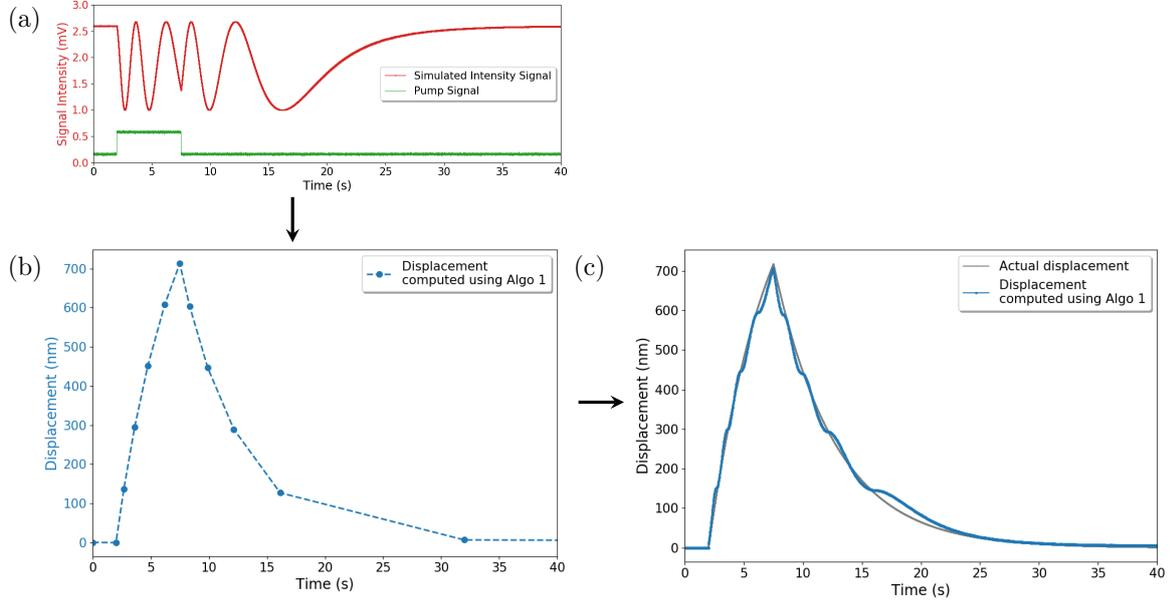 (a)
3.0
2.5
2.0
1.5
1.0
0.5
0.0
Signal Intensity (mV)
Simulated Intensity Signal
Pump Signal
0 5 10 15 20 25 30 35 40
Time (s)
(b)
700
600
500
400
300
200
100
0
Displacement (nm)
Displacement
computed using Algo 1
0 5 10 15 20 25 30 35 40
Time (s)
(c)
700
600
500
400
300
200
100
0
Displacement (nm)
Actual displacement
Displacement
computed using Algo 1
0 5 10 15 20 25 30 35 40
Time (s)